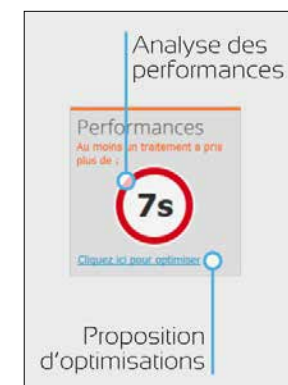 Analyse des
performances
Performances
Au moins un traitement a pris
plus de :
7s
Cliquez ici pour optimiser
Proposition
d'optimisations